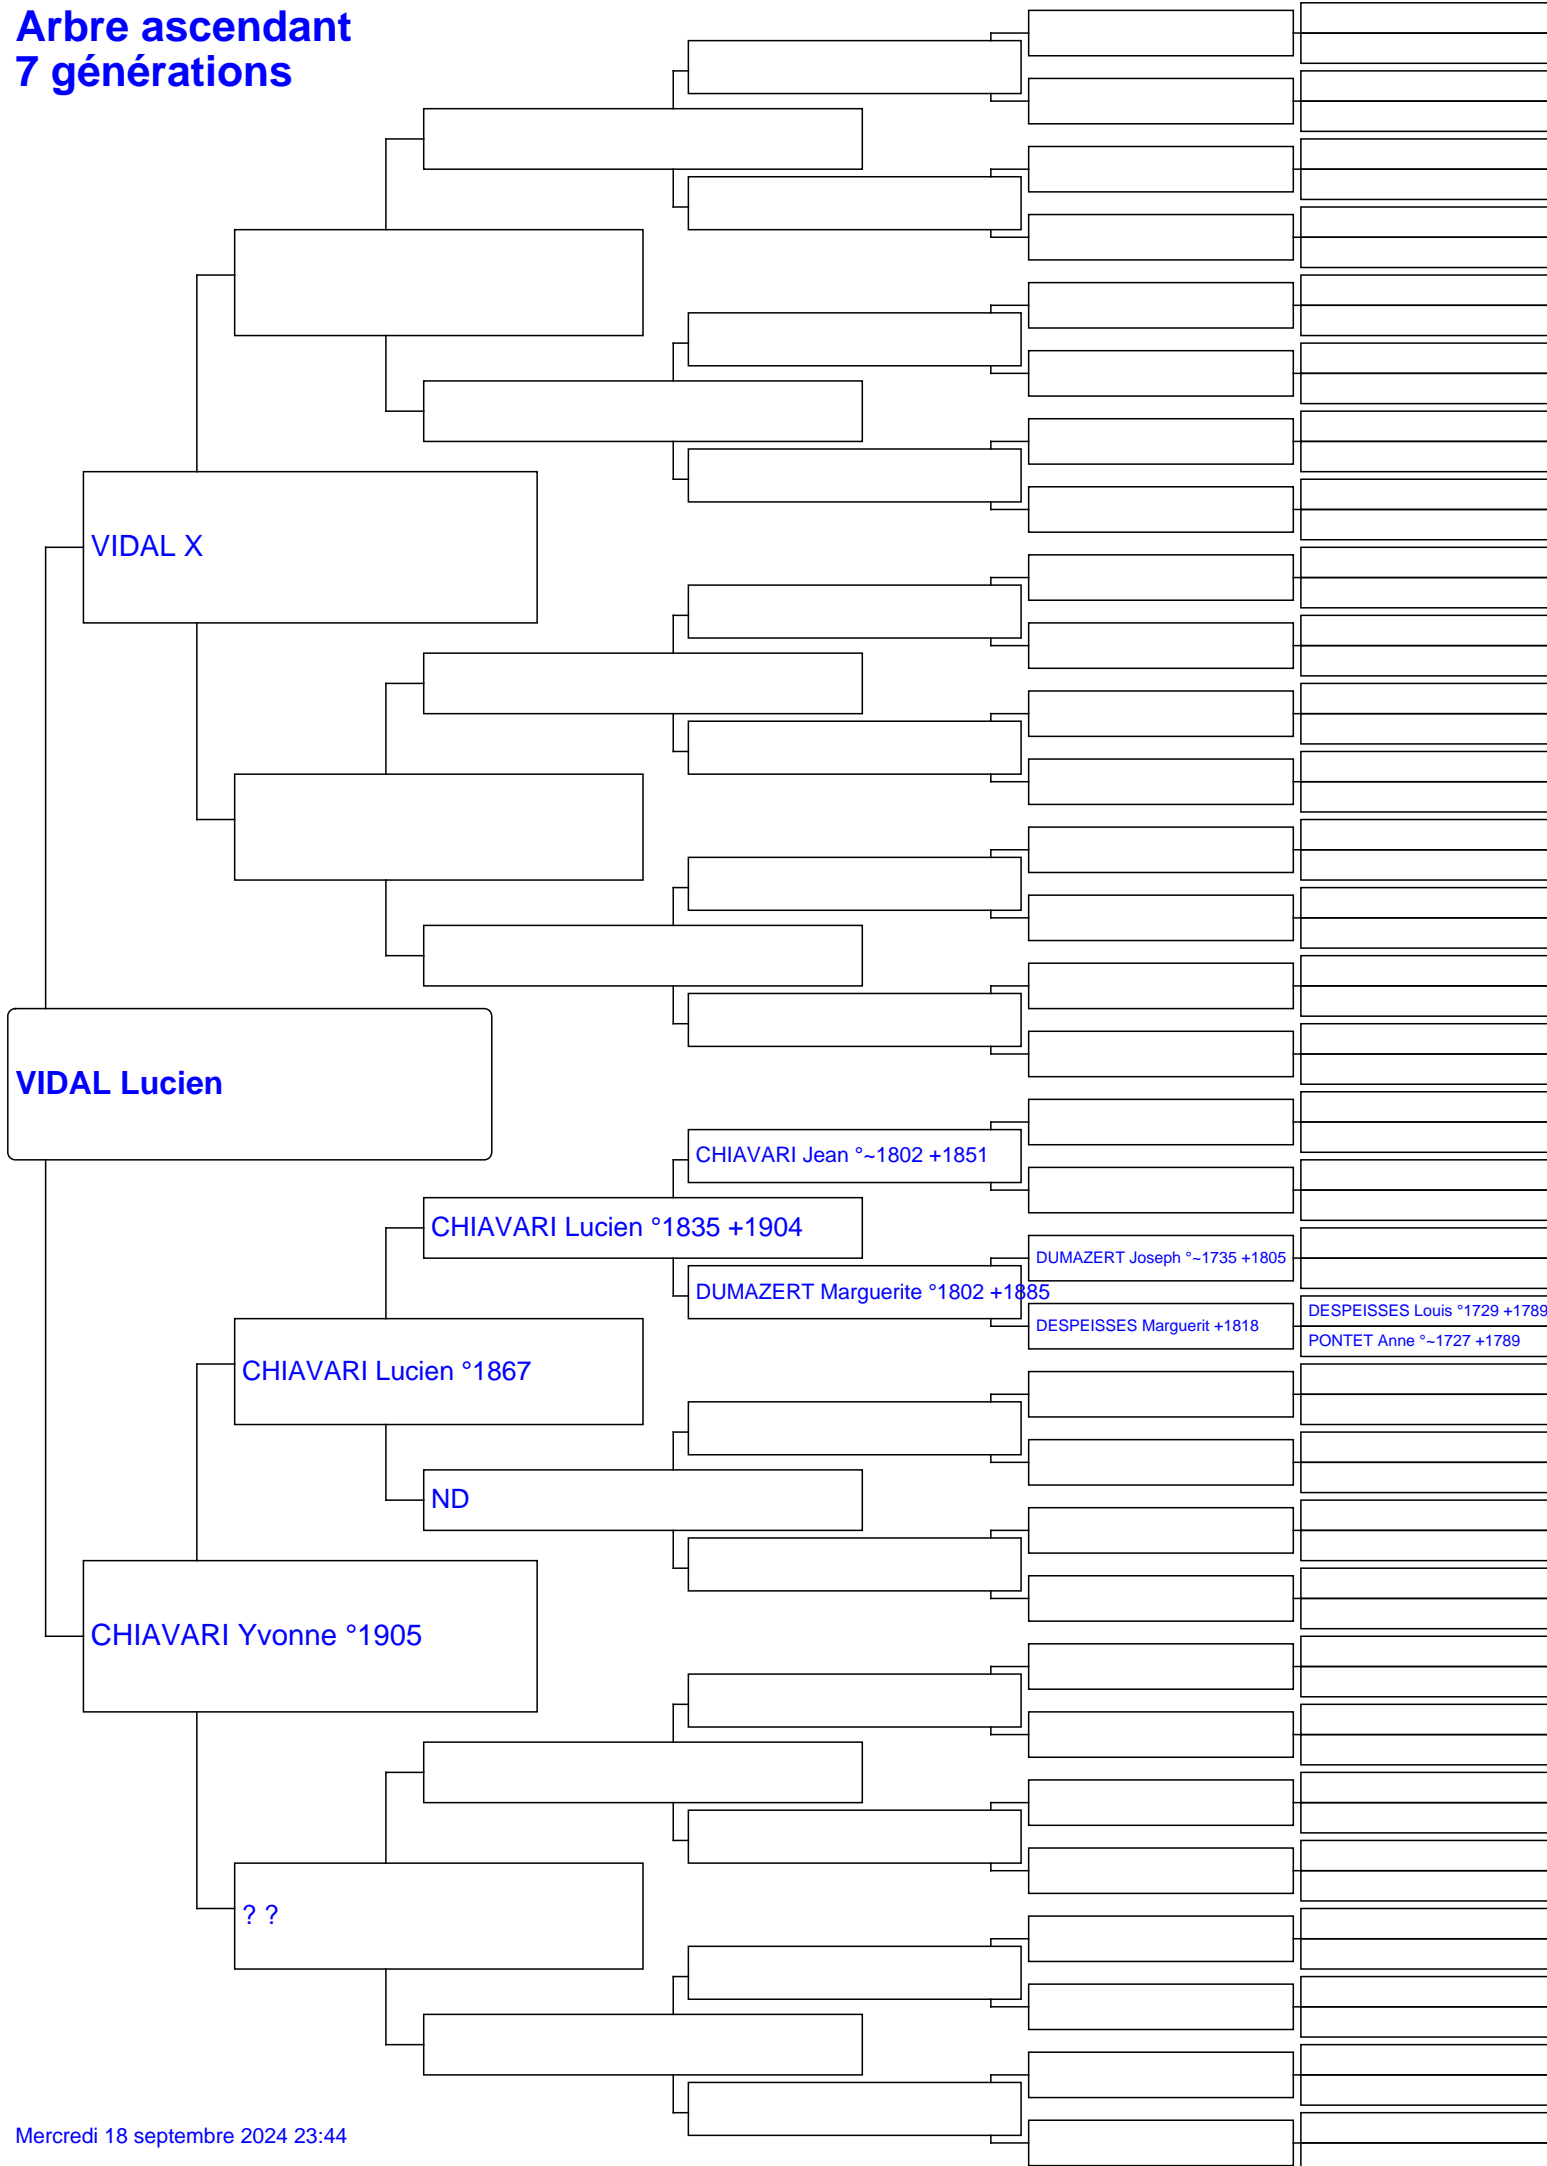 Arbre ascendant
7 générations
VIDAL X
VIDAL Lucien
CHIAVARI Jean °~1802 +1851
CHIAVARI Lucien °1835 +1904
DUMAZERT Joseph °~1735 +1805
DUMAZERT Marguerite °1802 +1885
DESPEISSES Louis °1729 +1789
DESPEISSES Marguerit +1818
PONTET Anne °~1727 +1789
CHIAVARI Lucien °1867
ND
CHIAVARI Yvonne °1905
? ?
Mercredi 18 septembre 2024 23:44